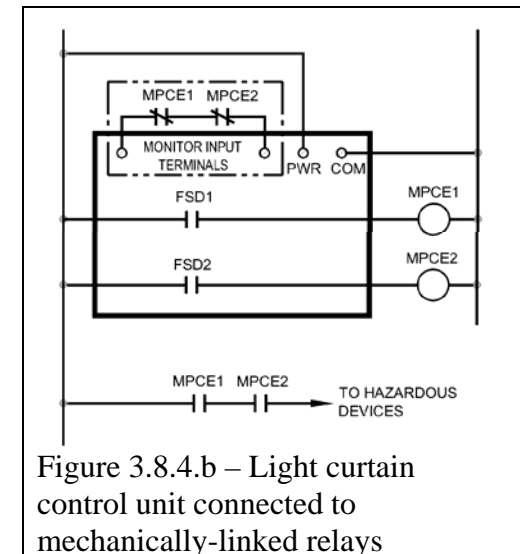 MPCE1 MPCE2
MONITOR INPUT
TERMINALS
PWR COM
FSD1
MPCE1
FSD2
MPCE2
MPCE1 MPCE2
TO HAZARDOUS
DEVICES
Figure 3.8.4.b – Light curtain
control unit connected to
mechanically-linked relays